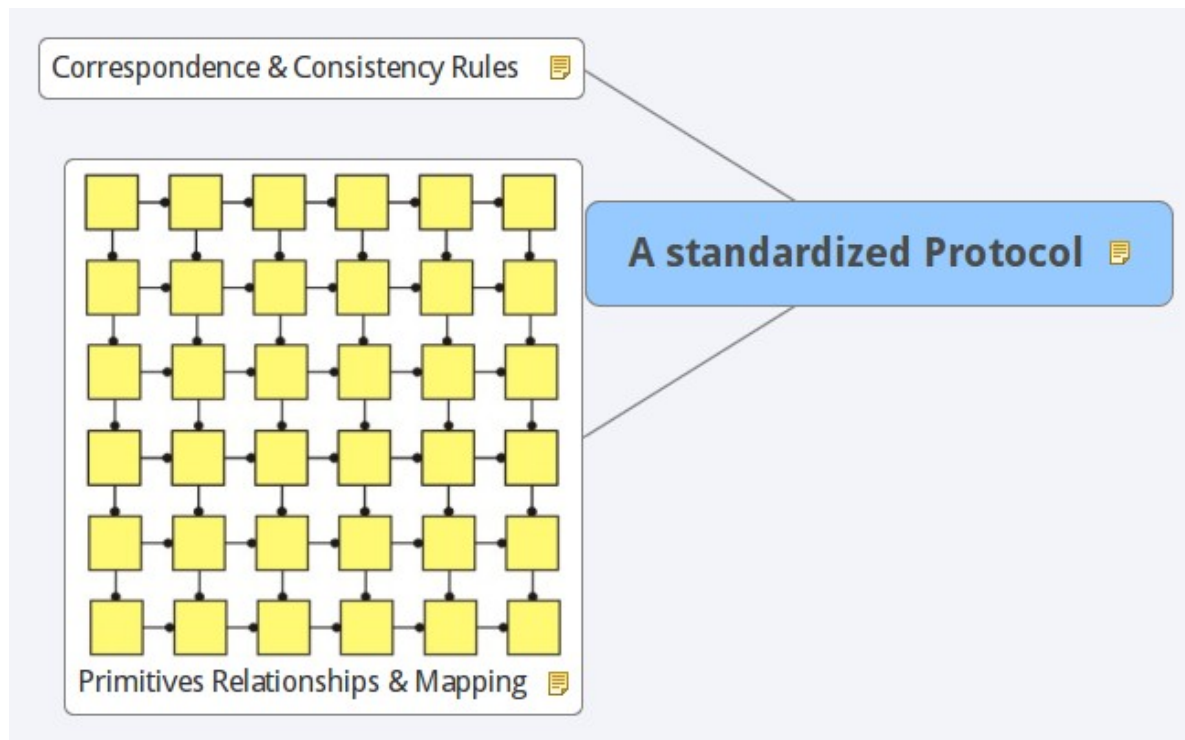 Correspondence & Consistency Rules
A standardized Protocol
Primitives Relationships & Mapping